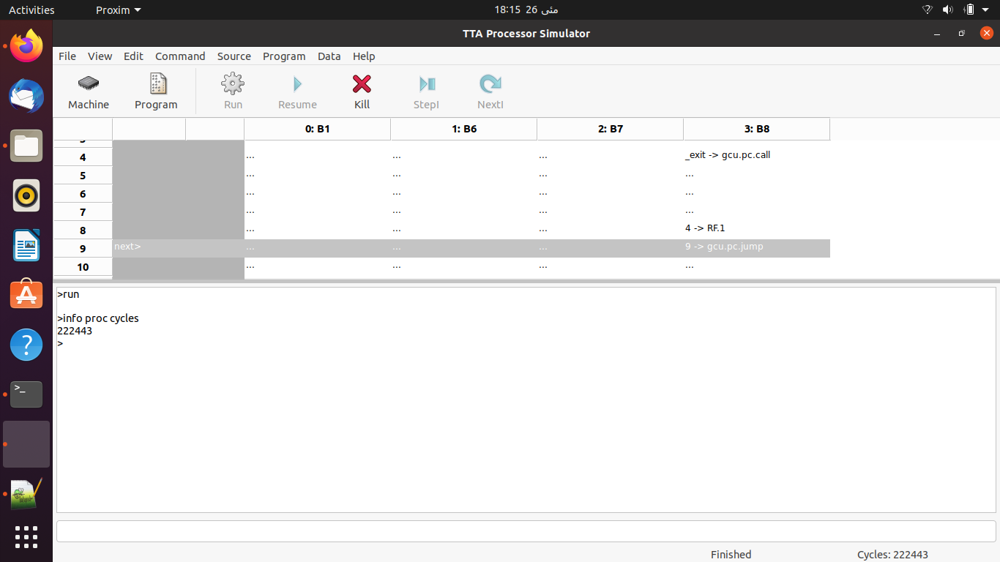 Activities Proxim 18:15 26 مئی
TTA Processor Simulator
File View Edit Command Source Program Data Help
Machine Program Run Resume Kill StepI NextI
0: B1 1: B6 2: B7 3: B8
4 ... ... ... _exit -> gcu.pc.call
5 ... ... ... ...
6 ... ... ... ...
7 ... ... ... ...
8 ... ... ... 4 -> RF.1
9 next> ... ... ... 9 -> gcu.pc.jump
10 ... ... ... ...
>run
>info proc cycles
222443
>
Finished Cycles: 222443